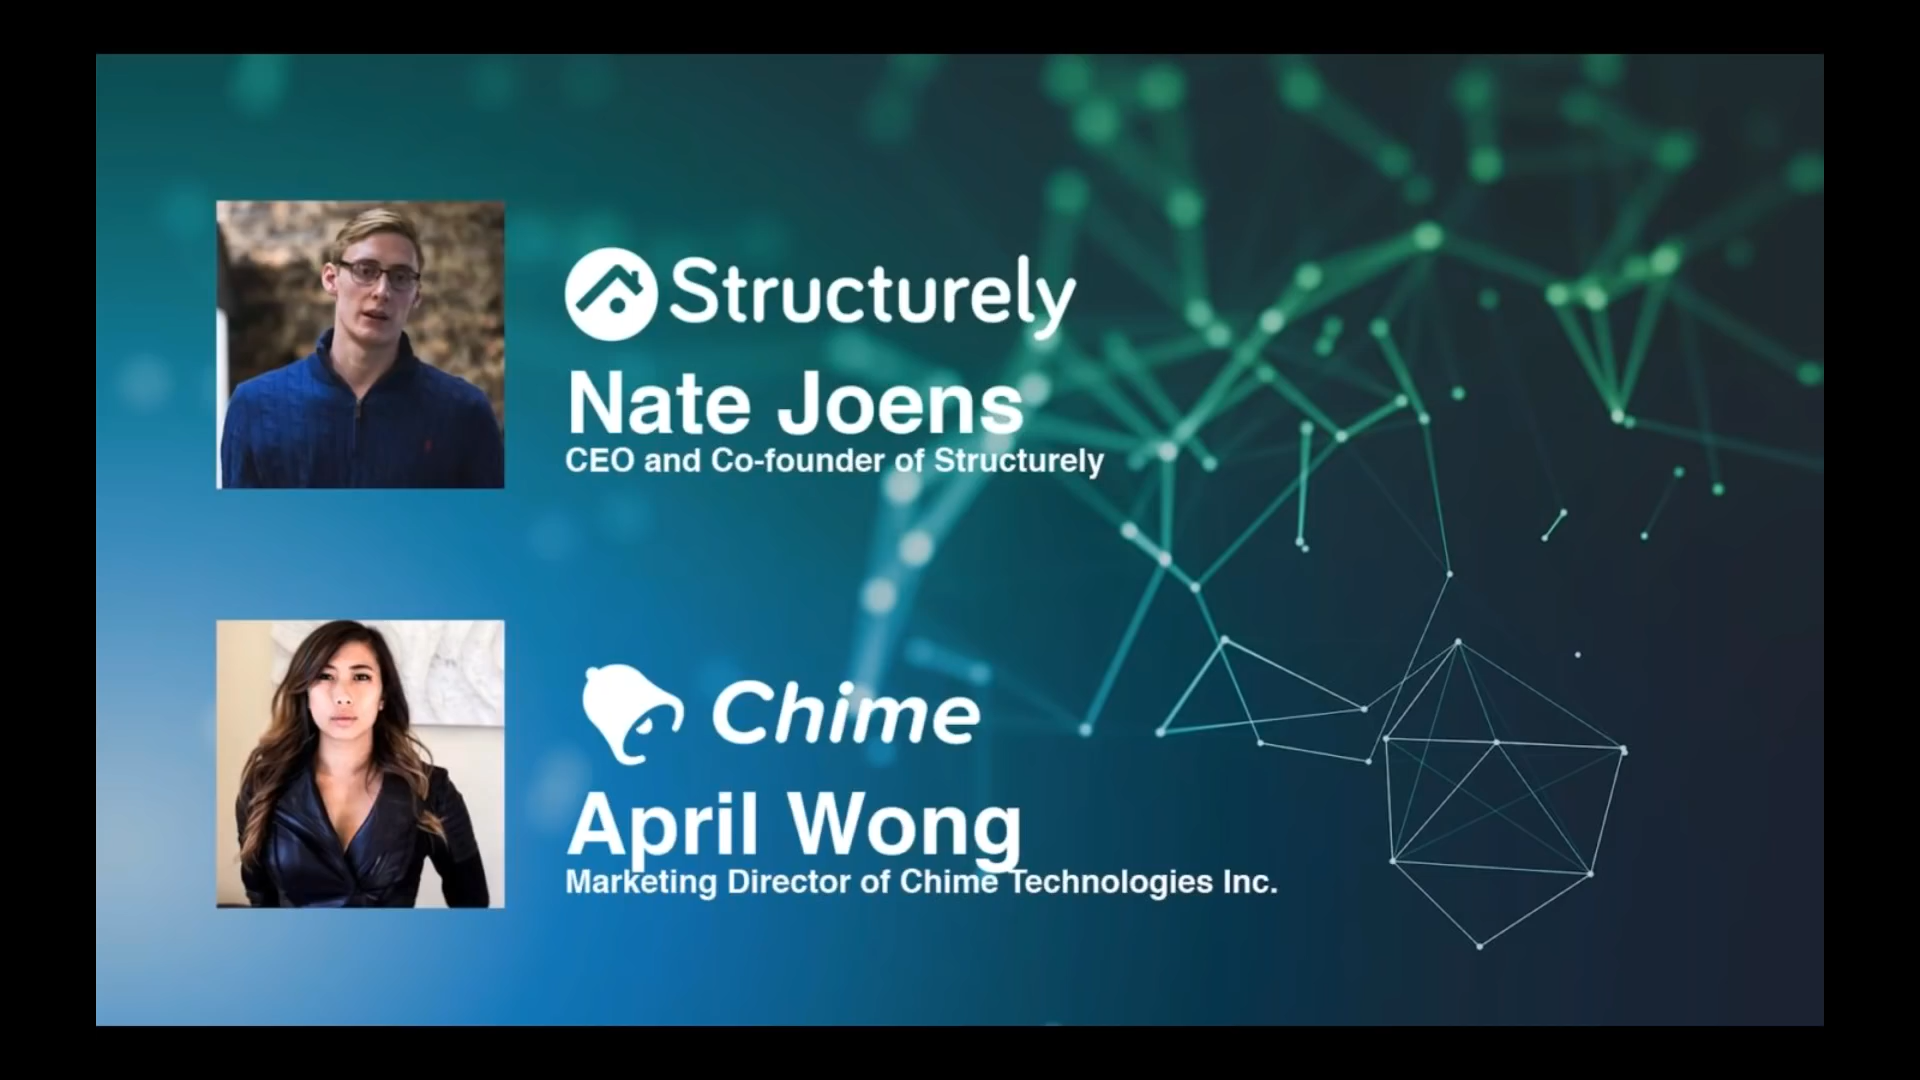 Structurely
Nate Joens
CEO and Co-founder of Structurely
Chime
April Wong
Marketing Director of Chime Technologies Inc.